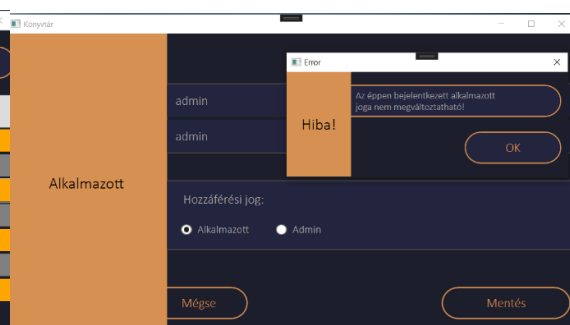 Könyvtár
Error
admin
Az éppen bejelentkezett alkalmazott
joga nem megváltoztatható!
Hiba!
admin
OK
Alkalmazott
Hozzáférési jog:
Alkalmazott
Admin
Mégse
Mentés